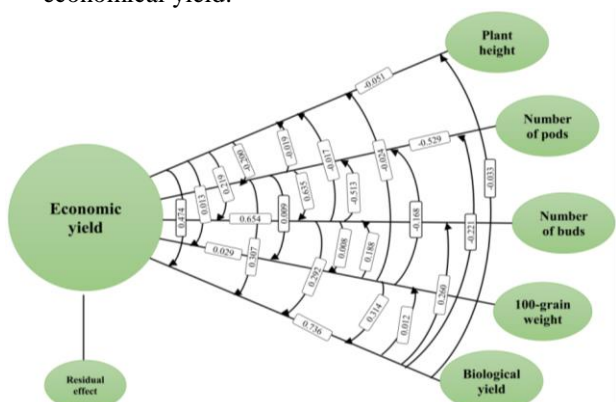 economical yield.
Plant
height
Number
of pods
Economic
yield
Number
of buds
100-grain
weight
Biological
yield
Residual
effect
-0.051
-0.529
0.654
0.029
0.736
0.474
0.013
0.219
-0.200
-0.019
-0.017
-0.024
-0.033
0.307
0.009
0.635
-0.513
-0.168
-0.221
0.292
0.008
0.188
0.260
0.314
0.012